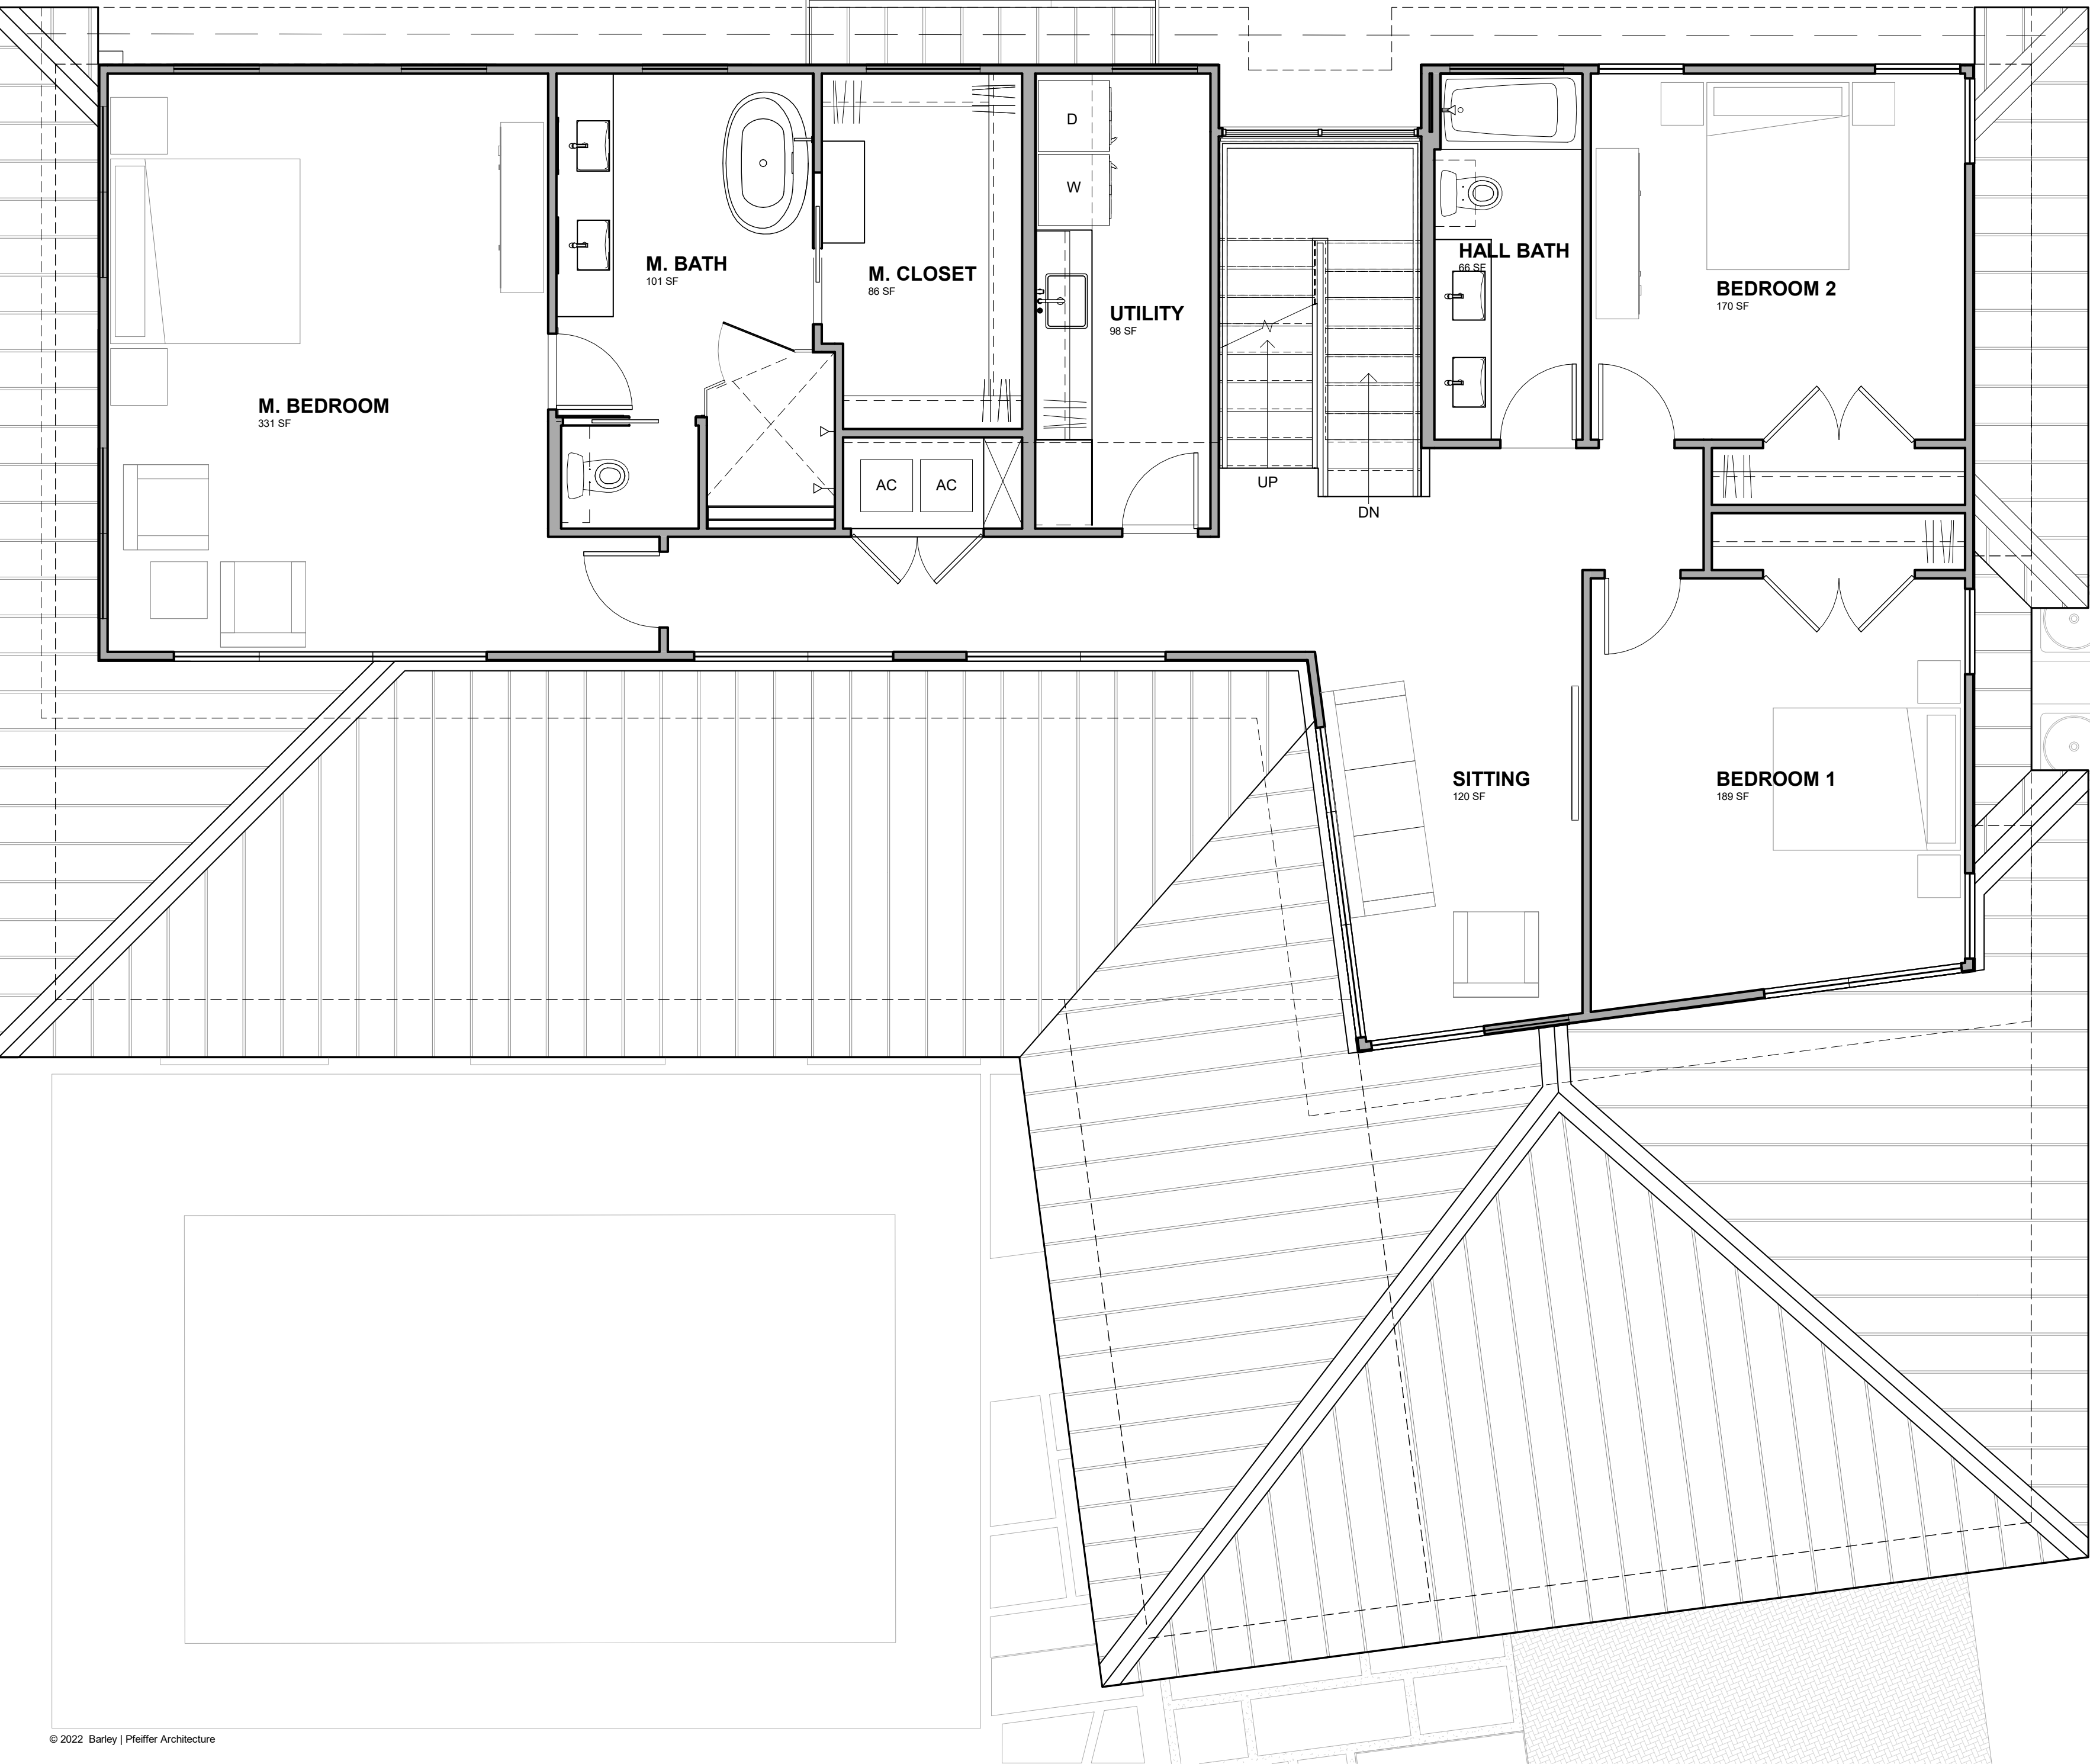 D
W
HALL BATH
66 SF
M. BATH
101 SF
M. CLOSET
86 SF
BEDROOM 2
170 SF
UTILITY
98 SF
M. BEDROOM
331 SF
AC
AC
UP
DN
SITTING
120 SF
BEDROOM 1
189 SF
© 2022 Barley | Pfeiffer Architecture